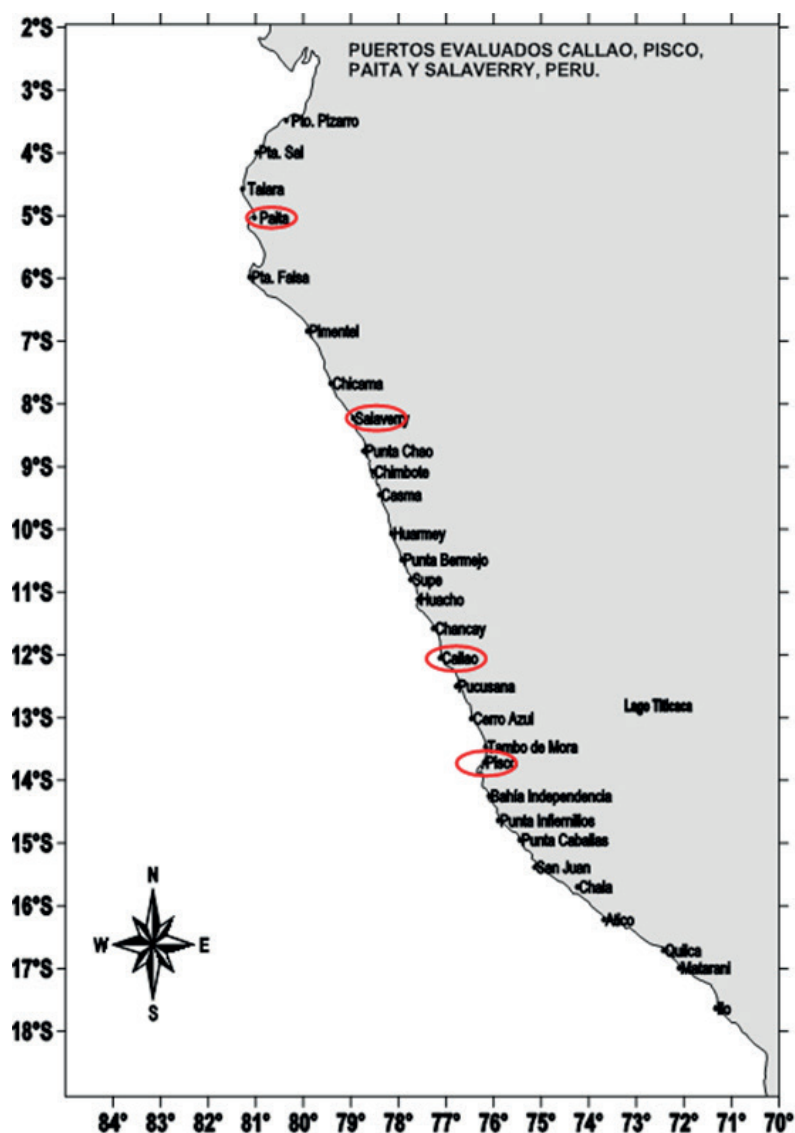 PUERTOS EVALUADOS CALLAO, PISCO,
PAITA Y SALAVERRY, PERU.
2°S
3°S
4°S
5°S
6°S
7°S
8°S
9°S
10°S
11°S
12°S
13°S
14°S
15°S
16°S
17°S
18°S
Pto. Pizarro
Pta. Sal
Talara
Paita
Pta. Falsa
Pimentel
Chicama
Salaverry
Punta Chao
Chimbote
Casma
Huarmey
Punta Bermejo
Supe
Huacho
Chancay
Callao
Pucusana
Lago Titicaca
Cerro Azul
Tambo de Mora
Pisco
Bahía Independencia
Punta Infiernillos
Punta Caballas
San Juan
Chala
Atico
Quilca
Matarani
Ilo
N
W
E
S
84°
83°
82°
81°
80°
79°
78°
77°
76°
75°
74°
73°
72°
71°
70°